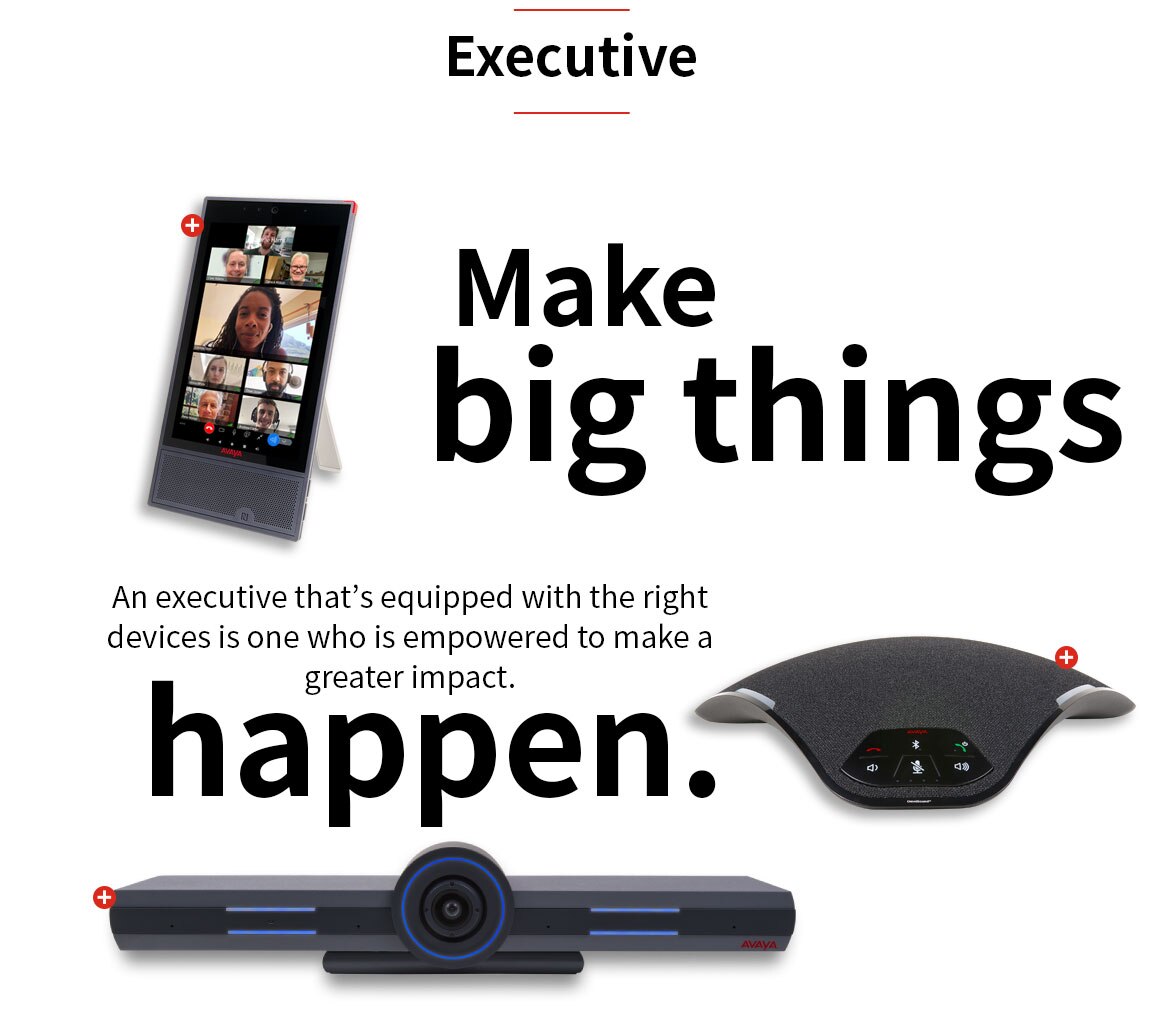 Executive
Make
big things
AVAYA
An executive that’s equipped with the right
devices is one who is empowered to make a
greater impact.
happen.
AVAYA
OmniSound®
AVAYA